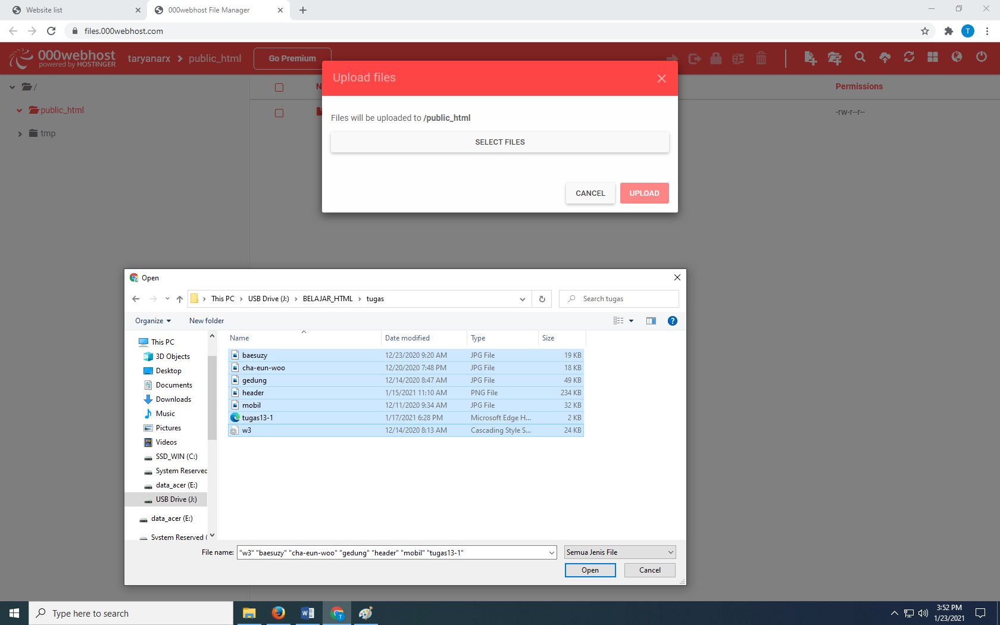 Website list
000webhost File Manager
files.000webhost.com
T
000webhost
powered by HOSTINGER
taryanarx
public_html
Go Premium
/
public_html
tmp
N
Permissions
-rw-r--r--
Upload files
Files will be uploaded to /public_html
SELECT FILES
CANCEL
UPLOAD
Open
This PC
USB Drive (J:)
BELAJAR_HTML
tugas
Search tugas
Organize
New folder
?
This PC
3D Objects
Desktop
Documents
Downloads
Music
Pictures
Videos
SSD_WIN (C:)
System Reserved
data_acer (E:)
USB Drive (J:)
data_acer (E:)
System Reserved (
Name Date modified Type Size
baesuzy 12/23/2020 9:20 AM JPG File 19 KB
cha-eun-woo 12/20/2020 7:48 PM JPG File 18 KB
gedung 12/14/2020 8:47 AM JPG File 49 KB
header 1/15/2021 11:10 AM PNG File 234 KB
mobil 12/11/2020 9:34 AM JPG File 32 KB
tugas13-1 1/17/2021 6:28 PM Microsoft Edge H... 2 KB
w3 12/14/2020 8:13 AM Cascading Style S... 24 KB
File name: "w3" "baesuzy" "cha-eun-woo" "gedung" "header" "mobil" "tugas13-1"
Semua Jenis File
Open
Cancel
Type here to search
W
T
3:52 PM
1/23/2021